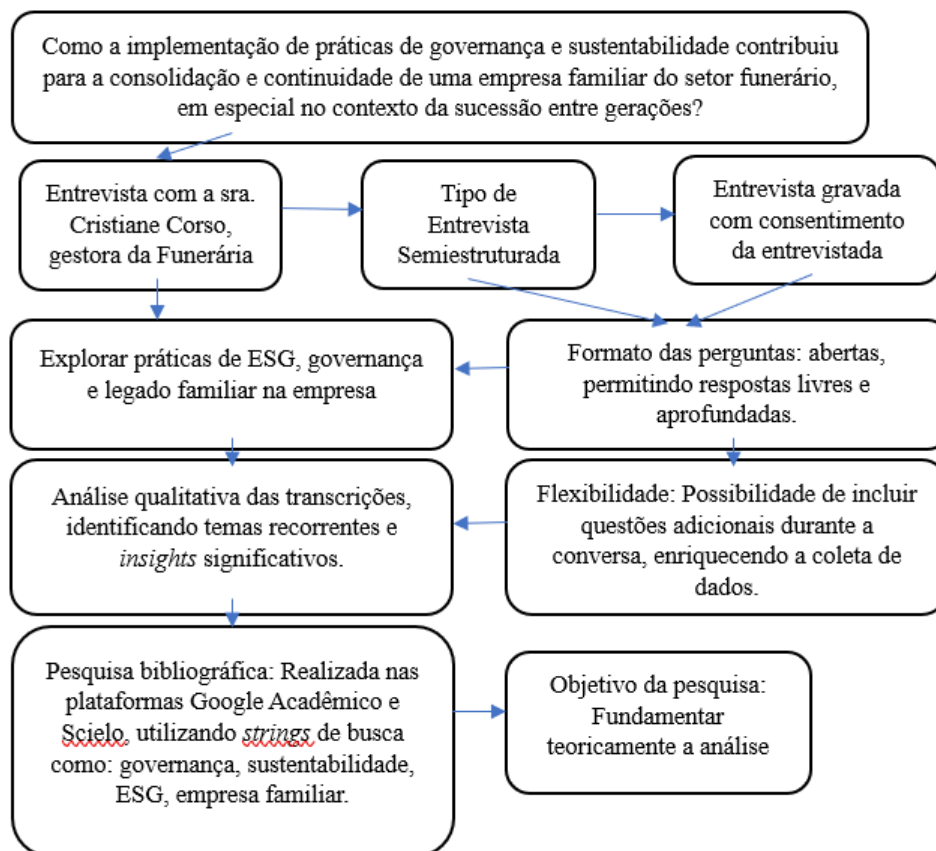 Como a implementação de práticas de governança e sustentabilidade contribuiu
para a consolidação e continuidade de uma empresa familiar do setor funerário,
em especial no contexto da sucessão entre gerações?
Entrevista com a sra.
Cristiane Corso,
gestora da Funerária
Tipo de
Entrevista
Semiestruturada
Entrevista gravada
com consentimento
da entrevistada
Explorar práticas de ESG, governança
e legado familiar na empresa
Formato das perguntas: abertas,
permitindo respostas livres e
aprofundadas.
Análise qualitativa das transcrições,
identificando temas recorrentes e
insights significativos.
Flexibilidade: Possibilidade de incluir
questões adicionais durante a
conversa, enriquecendo a coleta de
dados.
Pesquisa bibliográfica: Realizada nas
plataformas Google Acadêmico e
Scielo, utilizando strings de busca
como: governança, sustentabilidade,
ESG, empresa familiar.
Objetivo da pesquisa:
Fundamentar
teoricamente a análise